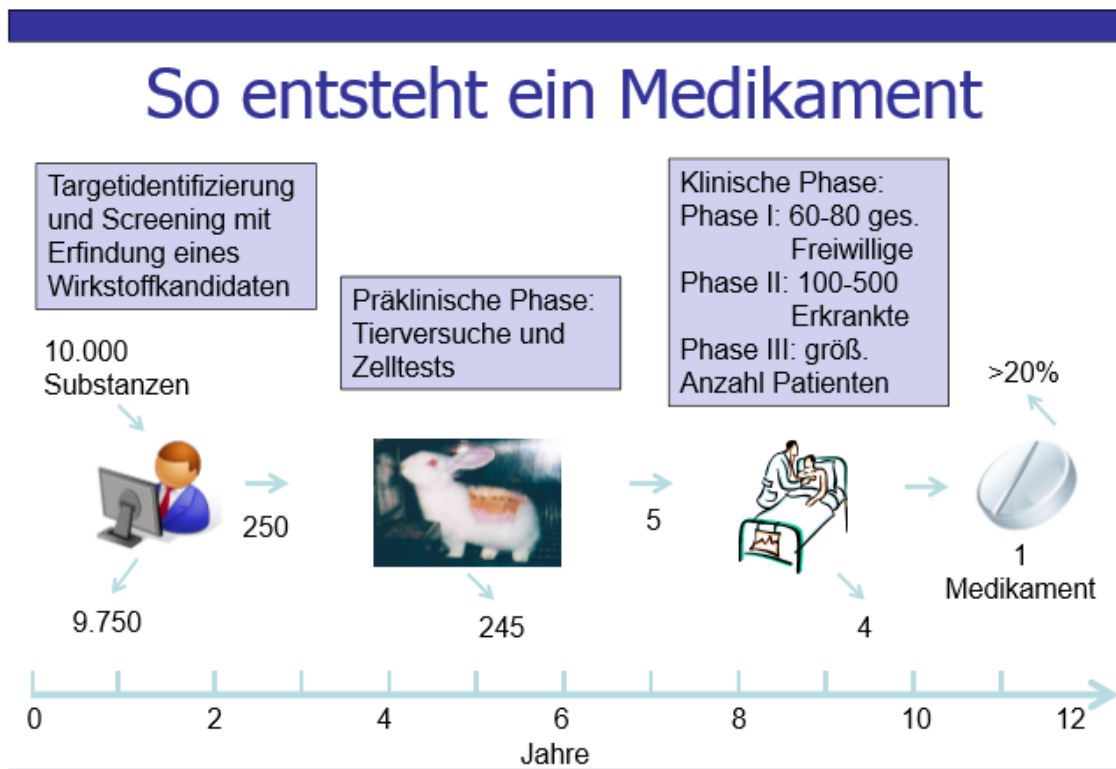 So entsteht ein Medikament
Targetidentifizierung
und Screening mit
Erfindung eines
Wirkstoffkandidaten
10.000
Substanzen
250
9.750
Präklinische Phase:
Tierversuche und
Zelltests
5
245
Klinische Phase:
Phase I: 60-80 ges.
Freiwillige
Phase II: 100-500
Erkrankte
Phase III: größ.
Anzahl Patienten
4
>20%
1
Medikament
0 2 4 6 8 10 12
Jahre